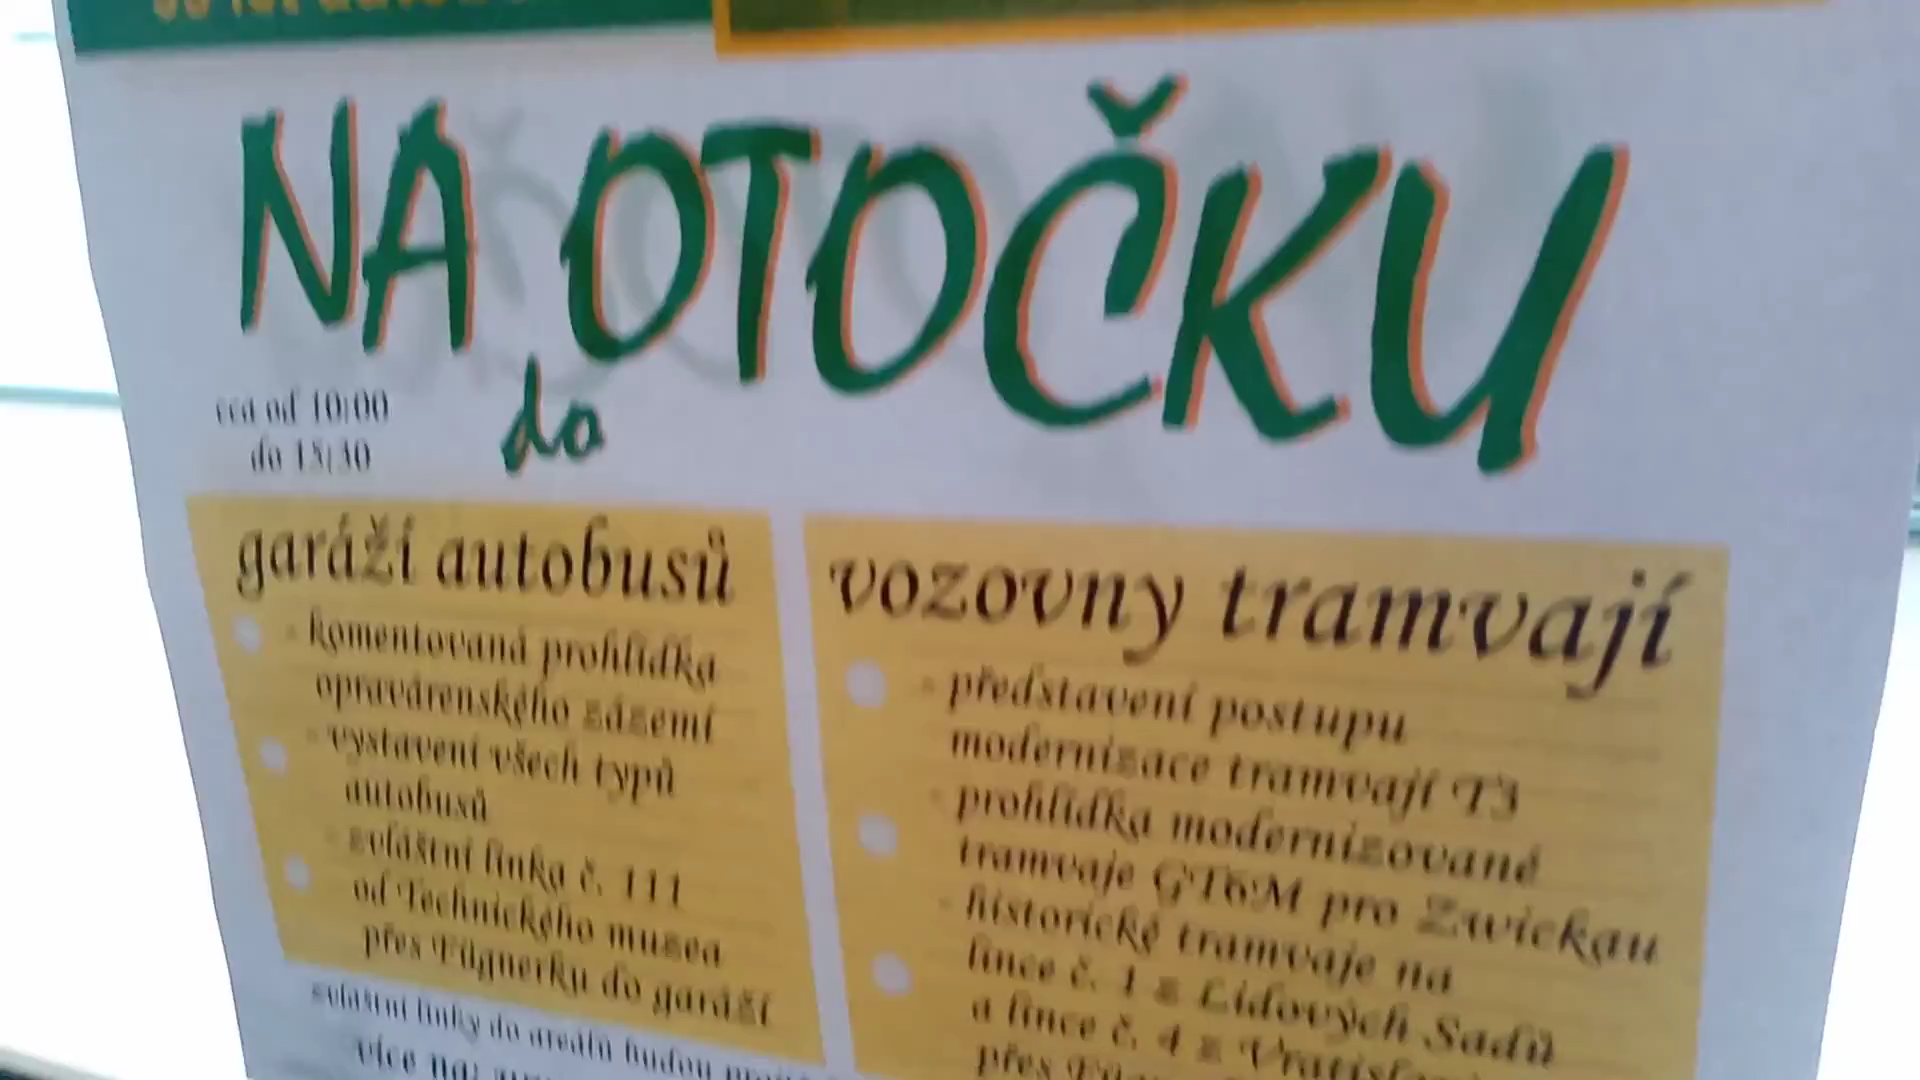 NA OTOČKU
do
cca od 10:00
do 15:30
garáží autobusů
- komentovaná prohlídka
opravárenského zázemí
- vystavení všech typů
autobusů
- zvláštní linka č. 111
od Technického muzea
přes Fügnerku do garáží
vozovny tramvají
- představení postupu
modernizace tramvají T3
- prohlídka modernizované
tramvaje GT6M pro Zwickau
- historické tramvaje na
lince č. 1 z Lidových Sadů
a lince č. 4 z
přes
zvláštní linky do areálu budou
více na: